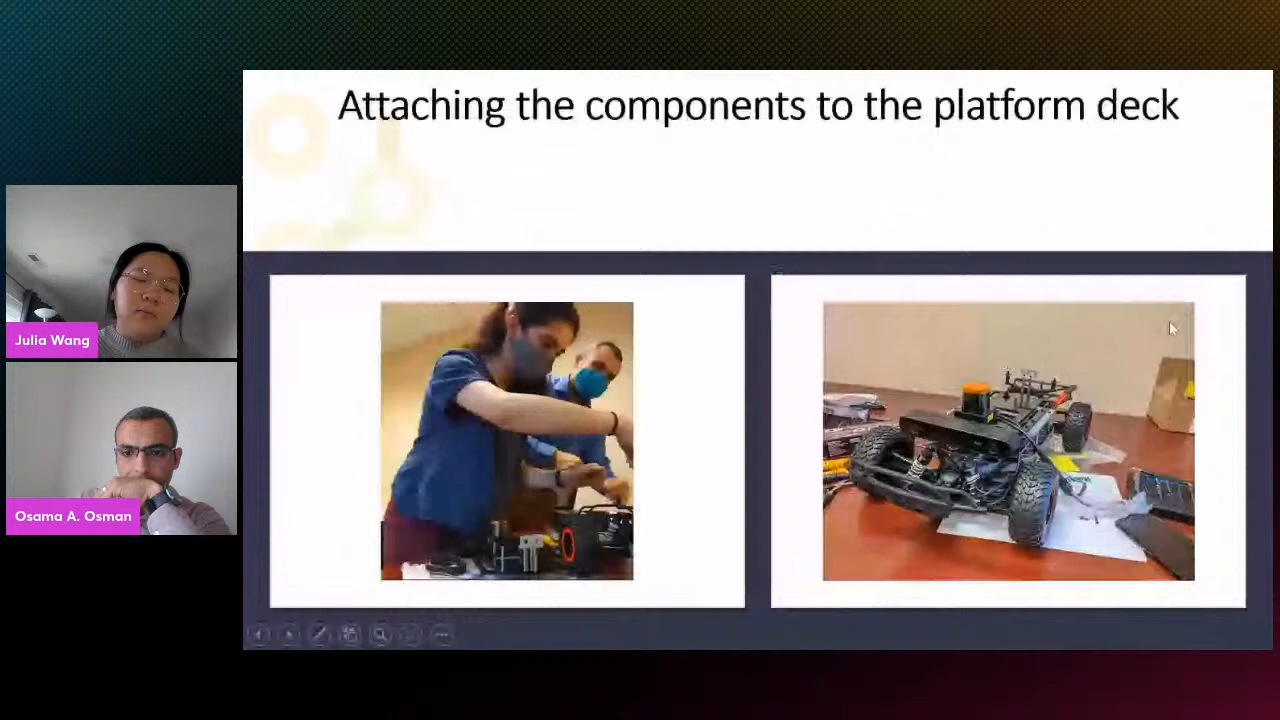 Attaching the components to the platform deck
Julia Wang
Osama A. Osman